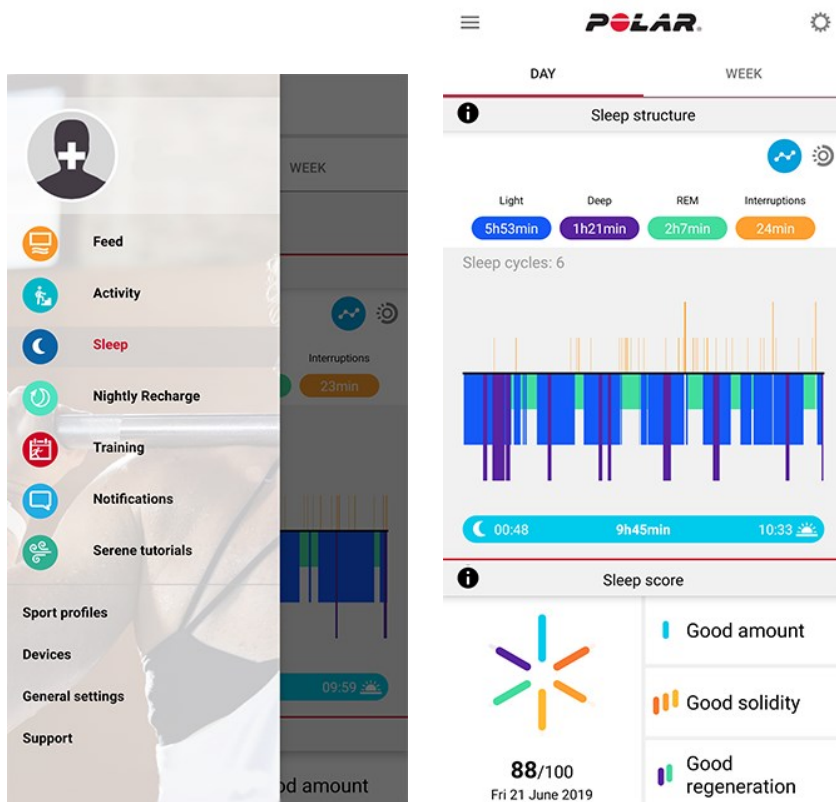 WEEK
Feed
Activity
Sleep
Interruptions
Nightly Recharge
23min
Training
Notifications
Serene tutorials
Sport profiles
Devices
General settings
09:59
Support
od amount
POLAR.
DAY WEEK
Sleep structure
Light Deep REM Interruptions
5h53min 1h21min 2h7min 24min
Sleep cycles: 6
00:48 9h45min 10:33
Sleep score
Good amount
Good solidity
Good
regeneration
88/100
Fri 21 June 2019